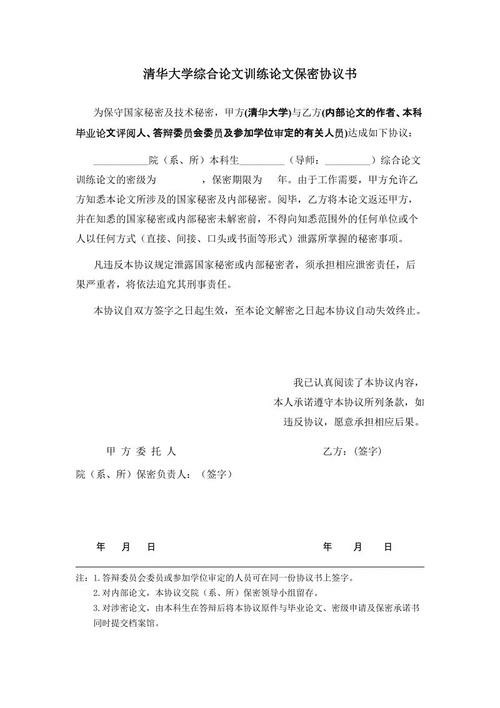 清华大学综合论文训练论文保密协议书
为保守国家秘密及技术秘密，甲方(清华大学)与乙方(内部论文的作者、本科
毕业论文评阅人、答辩委员会委员及参加学位审定的有关人员)达成如下协议：
___________院（系、所）本科生_________（导师：_________）综合论文
训练论文的密级为 ，保密期限为 年。由于工作需要，甲方允许乙
方知悉本论文所涉及的国家秘密及内部秘密。阅毕，乙方将本论文返还甲方，
并在知悉的国家秘密或内部秘密未解密前，不得向知悉范围外的任何单位或个
人以任何方式（直接、间接、口头或书面等形式）泄露所掌握的秘密事项。
凡违反本协议规定泄露国家秘密或内部秘密者，须承担相应泄密责任，后
果严重者，将依法追究其刑事责任。
本协议自双方签字之日起生效，至本论文解密之日起本协议自动失效终止。
我已认真阅读了本协议内容，
本人承诺遵守本协议所列条款，如
违反协议，愿意承担相应后果。
甲 方 委 托 人 乙方：(签字)
院（系、所）保密负责人：（签字）
年 月 日 年 月 日
注：1.答辩委员会委员或参加学位审定的人员可在同一份协议书上签字。
2.对内部论文，本协议交院（系、所）保密领导小组留存。
3.对涉密论文，由本科生在答辩后将本协议原件与毕业论文、密级申请及保密承诺书
同时提交档案馆。